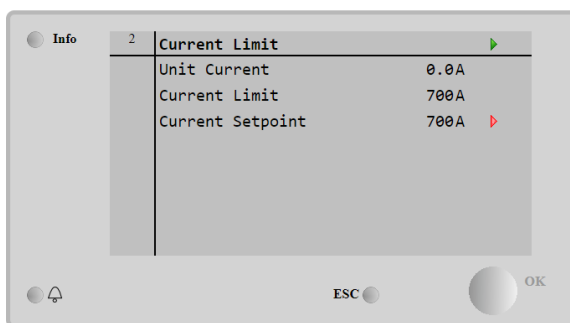 Info
2 Current Limit
Unit Current 0.0A
Current Limit 700A
Current Setpoint 700A
ESC
OK